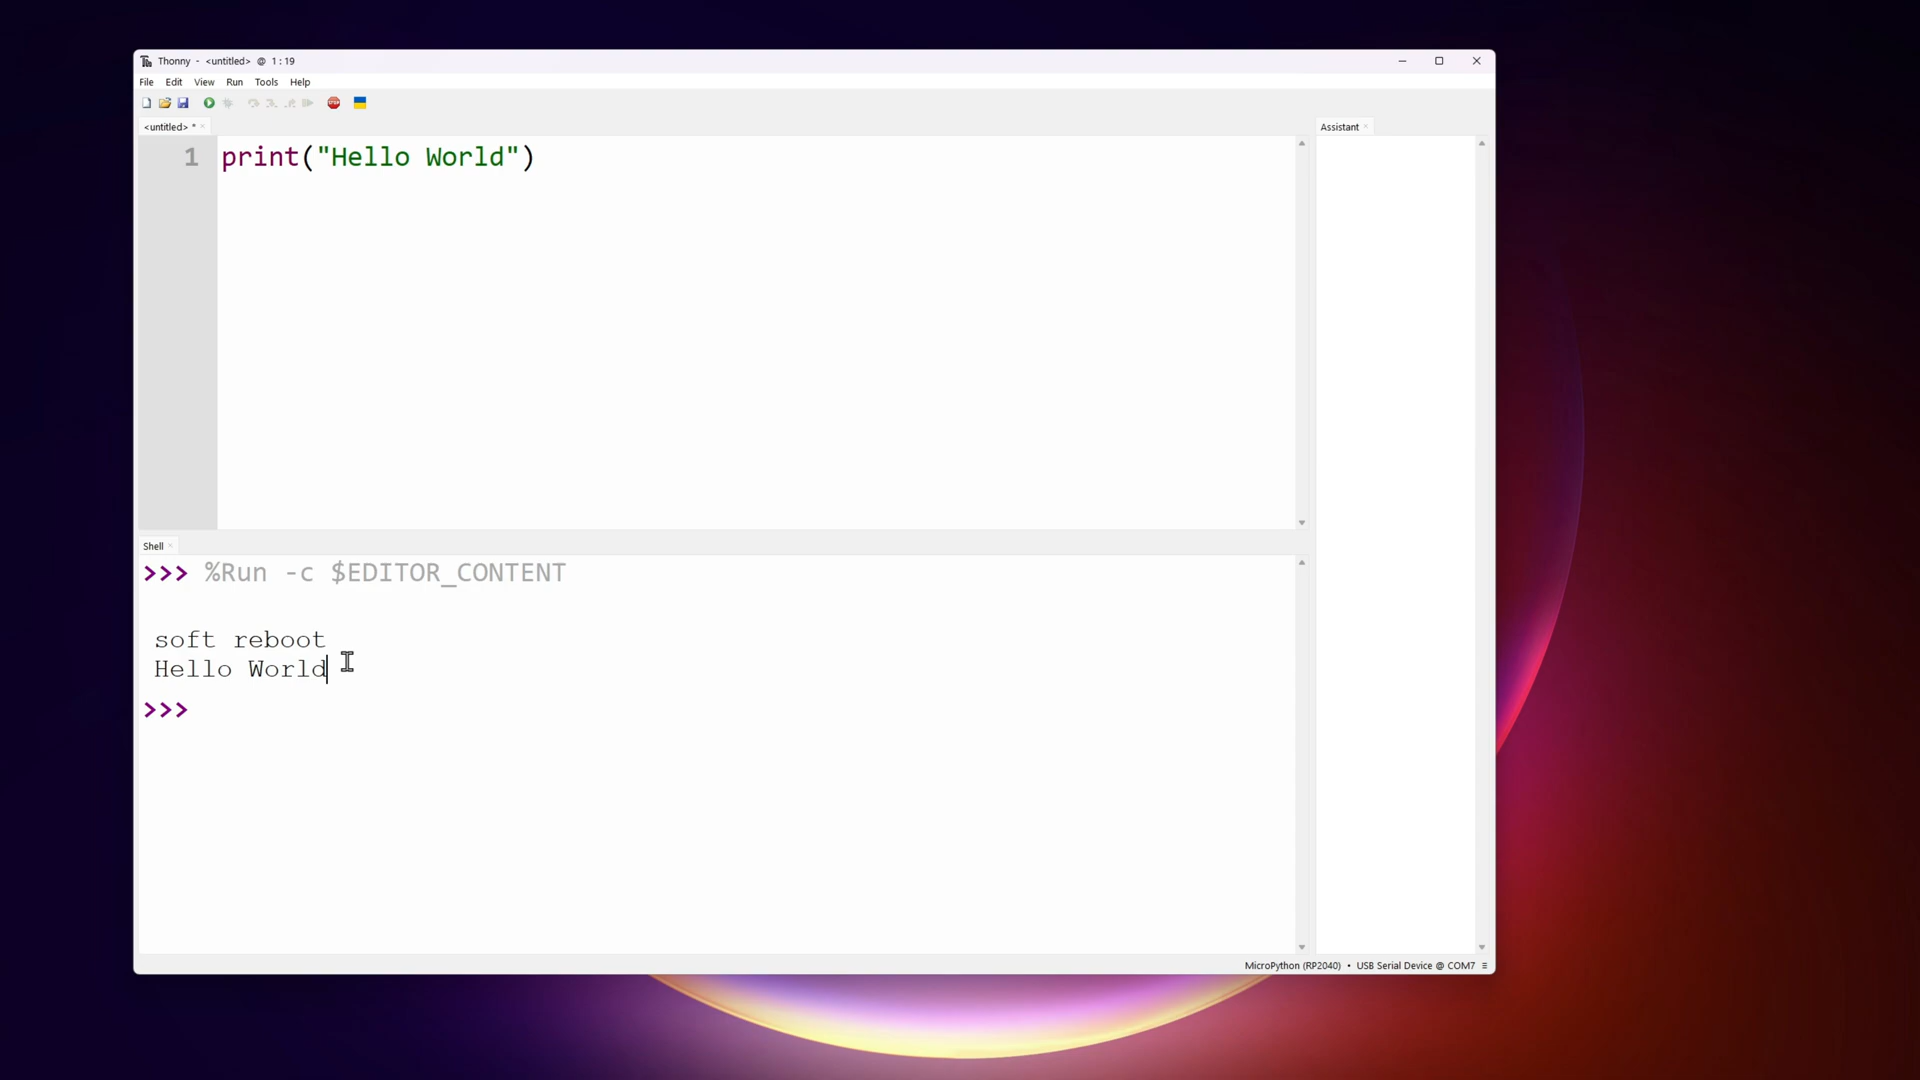 Thonny - <untitled> @ 1 : 19
File Edit View Run Tools Help
<untitled> *
Assistant
1 print("Hello World")
Shell
>>> %Run -c $EDITOR_CONTENT
soft reboot
Hello World
>>>
MicroPython (RP2040) • USB Serial Device @ COM7 ≡